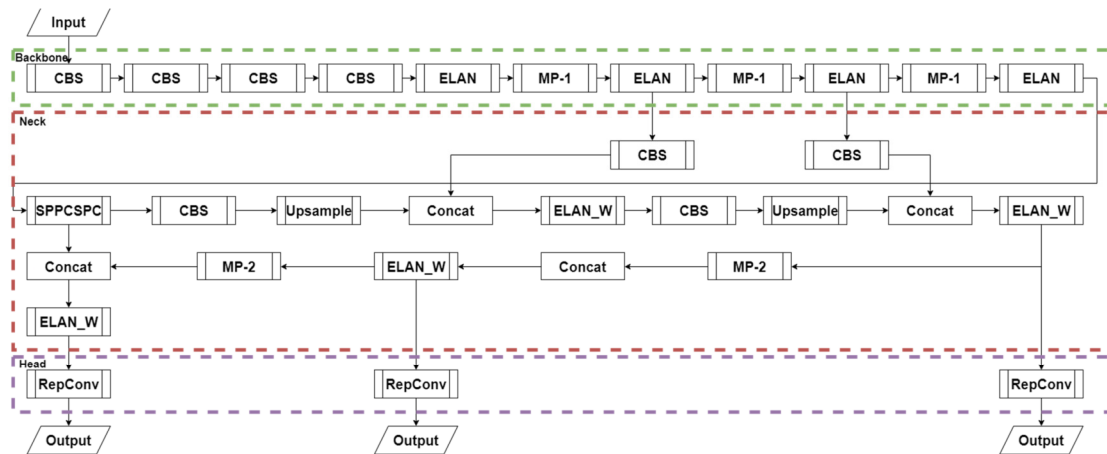 Input
Backbone
CBS CBS CBS CBS ELAN MP-1 ELAN MP-1 ELAN MP-1 ELAN
Neck
CBS CBS
SPPCSPC CBS Upsample Concat ELAN_W CBS Upsample Concat ELAN_W
Concat MP-2 ELAN_W Concat MP-2
ELAN_W
Head
RepConv RepConv RepConv
Output Output Output